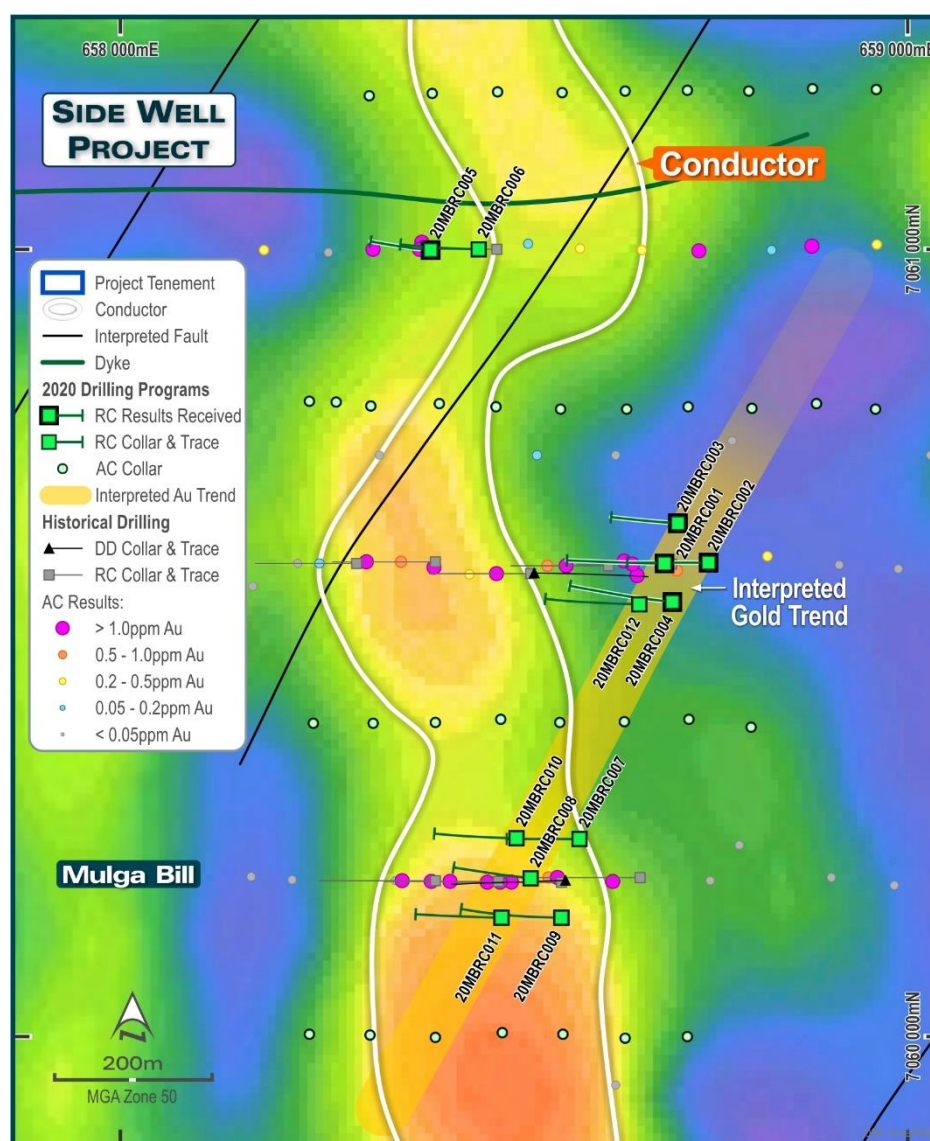 658 000mE
659 000mE
SIDE WELL
PROJECT
Conductor
20MBRC005
20MBRC006
7 061 000mN
Project Tenement
Conductor
Interpreted Fault
Dyke
2020 Drilling Programs
RC Results Received
RC Collar & Trace
AC Collar
Interpreted Au Trend
Historical Drilling
DD Collar & Trace
RC Collar & Trace
AC Results:
> 1.0ppm Au
0.5 - 1.0ppm Au
0.2 - 0.5ppm Au
0.05 - 0.2ppm Au
< 0.05ppm Au
20MBRC003
20MBRC001
20MBRC002
Interpreted
Gold Trend
20MBRC012
20MBRC004
20MBRC010
20MBRC008
20MBRC007
Mulga Bill
20MBRC011
20MBRC009
N
200m
MGA Zone 50
7 060 000mN